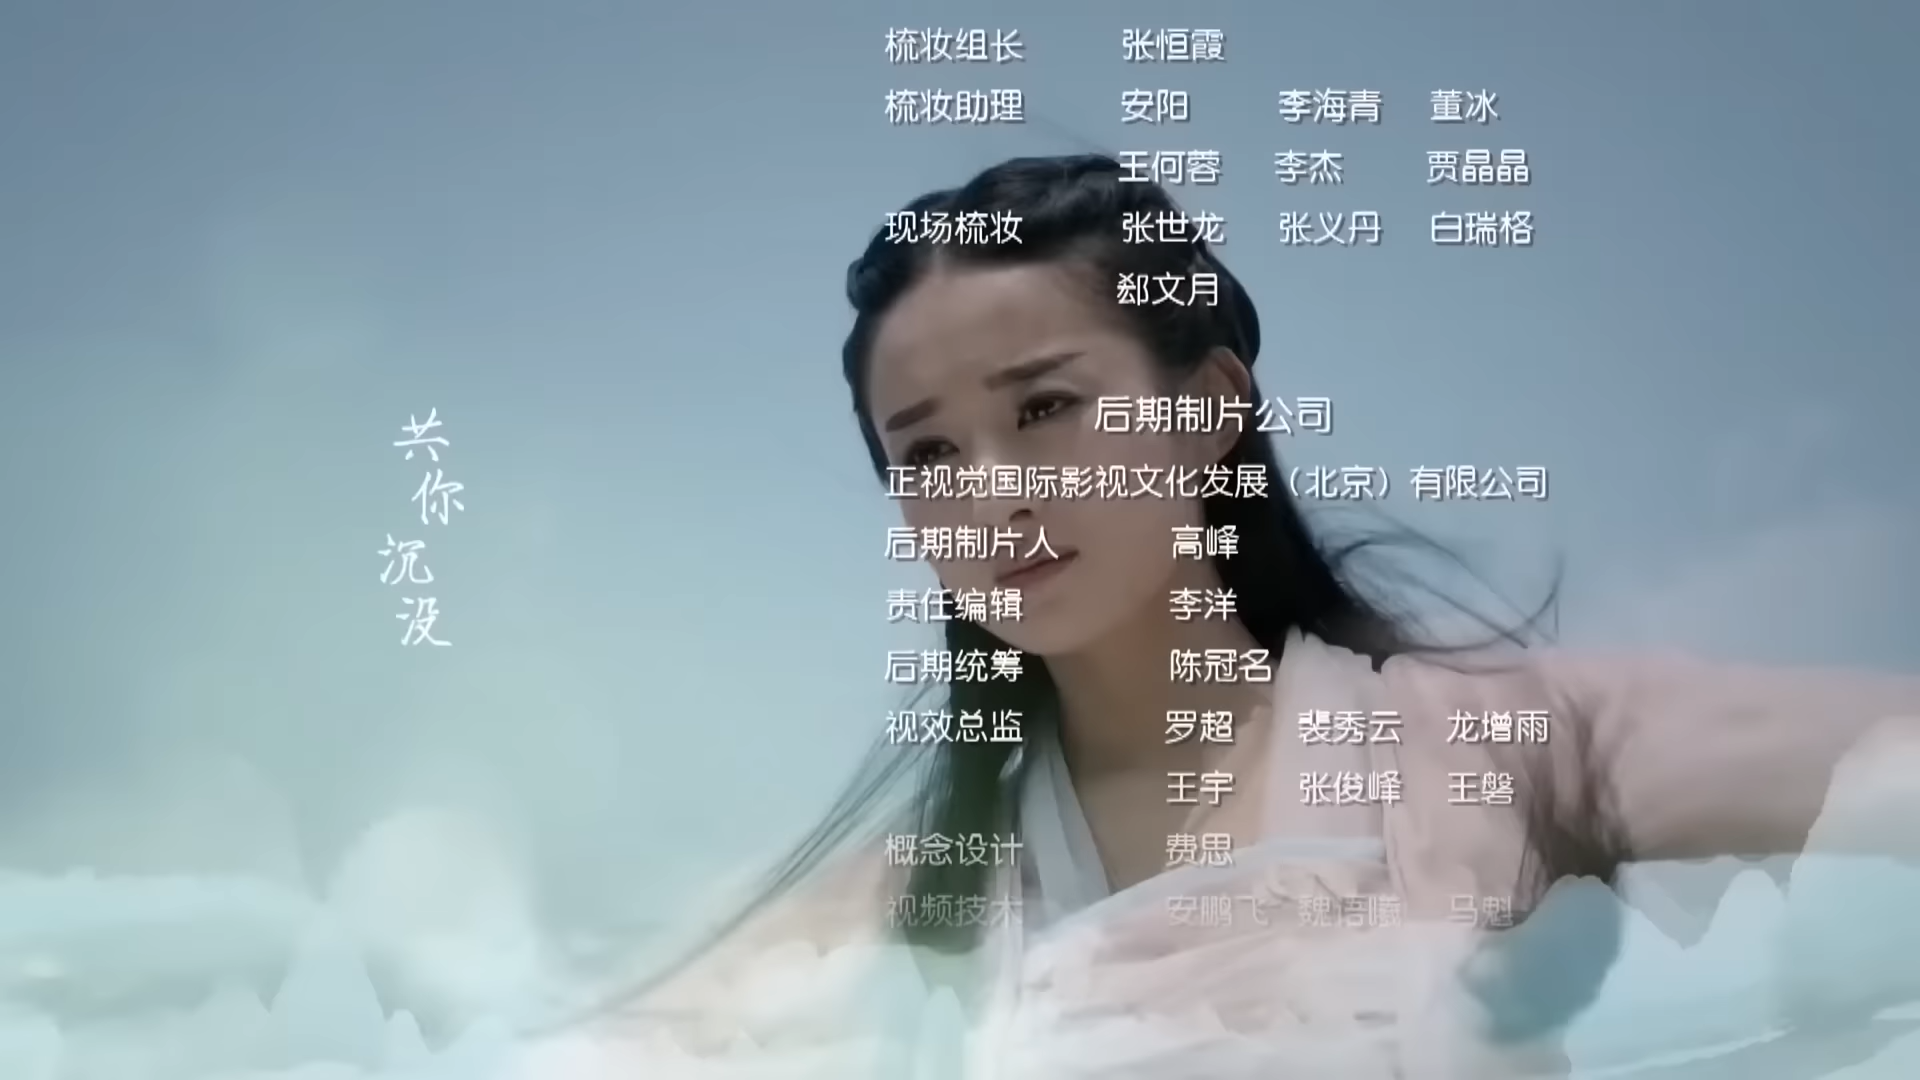 共你沉没
梳妆组长 张恒霞
梳妆助理 安阳 李海青 董冰
王何蓉 李杰 贾晶晶
现场梳妆 张世龙 张义丹 白瑞格
郄文月
后期制片公司
正视觉国际影视文化发展（北京）有限公司
后期制片人 高峰
责任编辑 李洋
后期统筹 陈冠名
视效总监 罗超 裴秀云 龙增雨
王宇 张俊峰 王磐
概念设计 费思
视频技术 安鹏飞 魏语曦 马魁